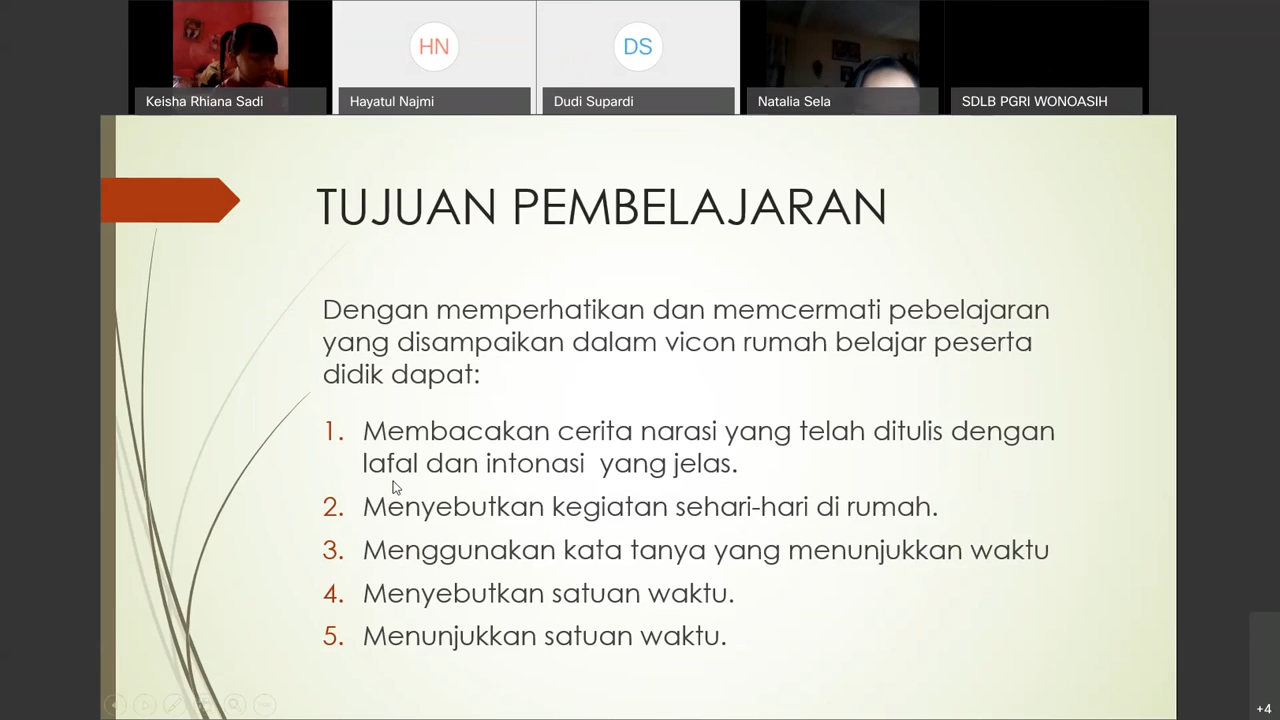 HN
DS
Keisha Rhiana Sadi
Hayatul Najmi
Dudi Supardi
Natalia Sela
SDLB PGRI WONOASIH
TUJUAN PEMBELAJARAN
Dengan memperhatikan dan memcermati pebelajaran
yang disampaikan dalam vicon rumah belajar peserta
didik dapat:
1. Membacakan cerita narasi yang telah ditulis dengan
lafal dan intonasi yang jelas.
2. Menyebutkan kegiatan sehari-hari di rumah.
3. Menggunakan kata tanya yang menunjukkan waktu
4. Menyebutkan satuan waktu.
5. Menunjukkan satuan waktu.
+4